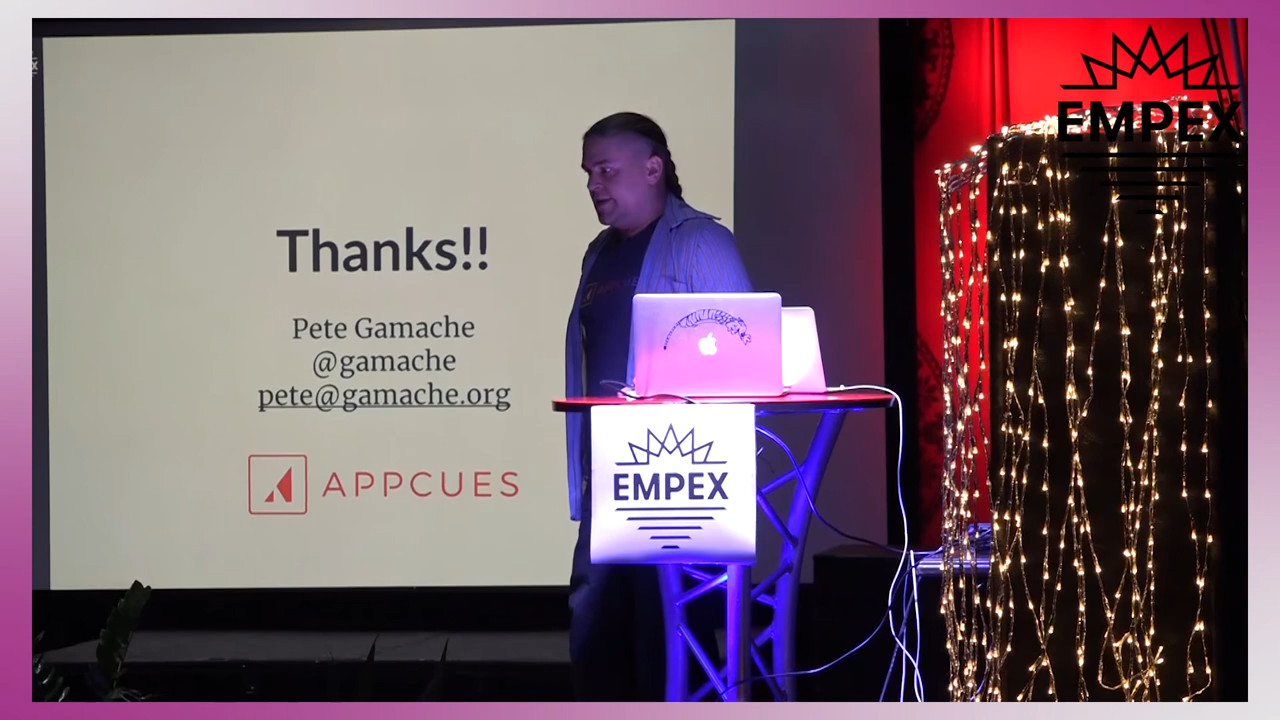 Thanks!!
Pete Gamache
@gamache
pete@gamache.org
APPCUES
EMPEX
EMPEX